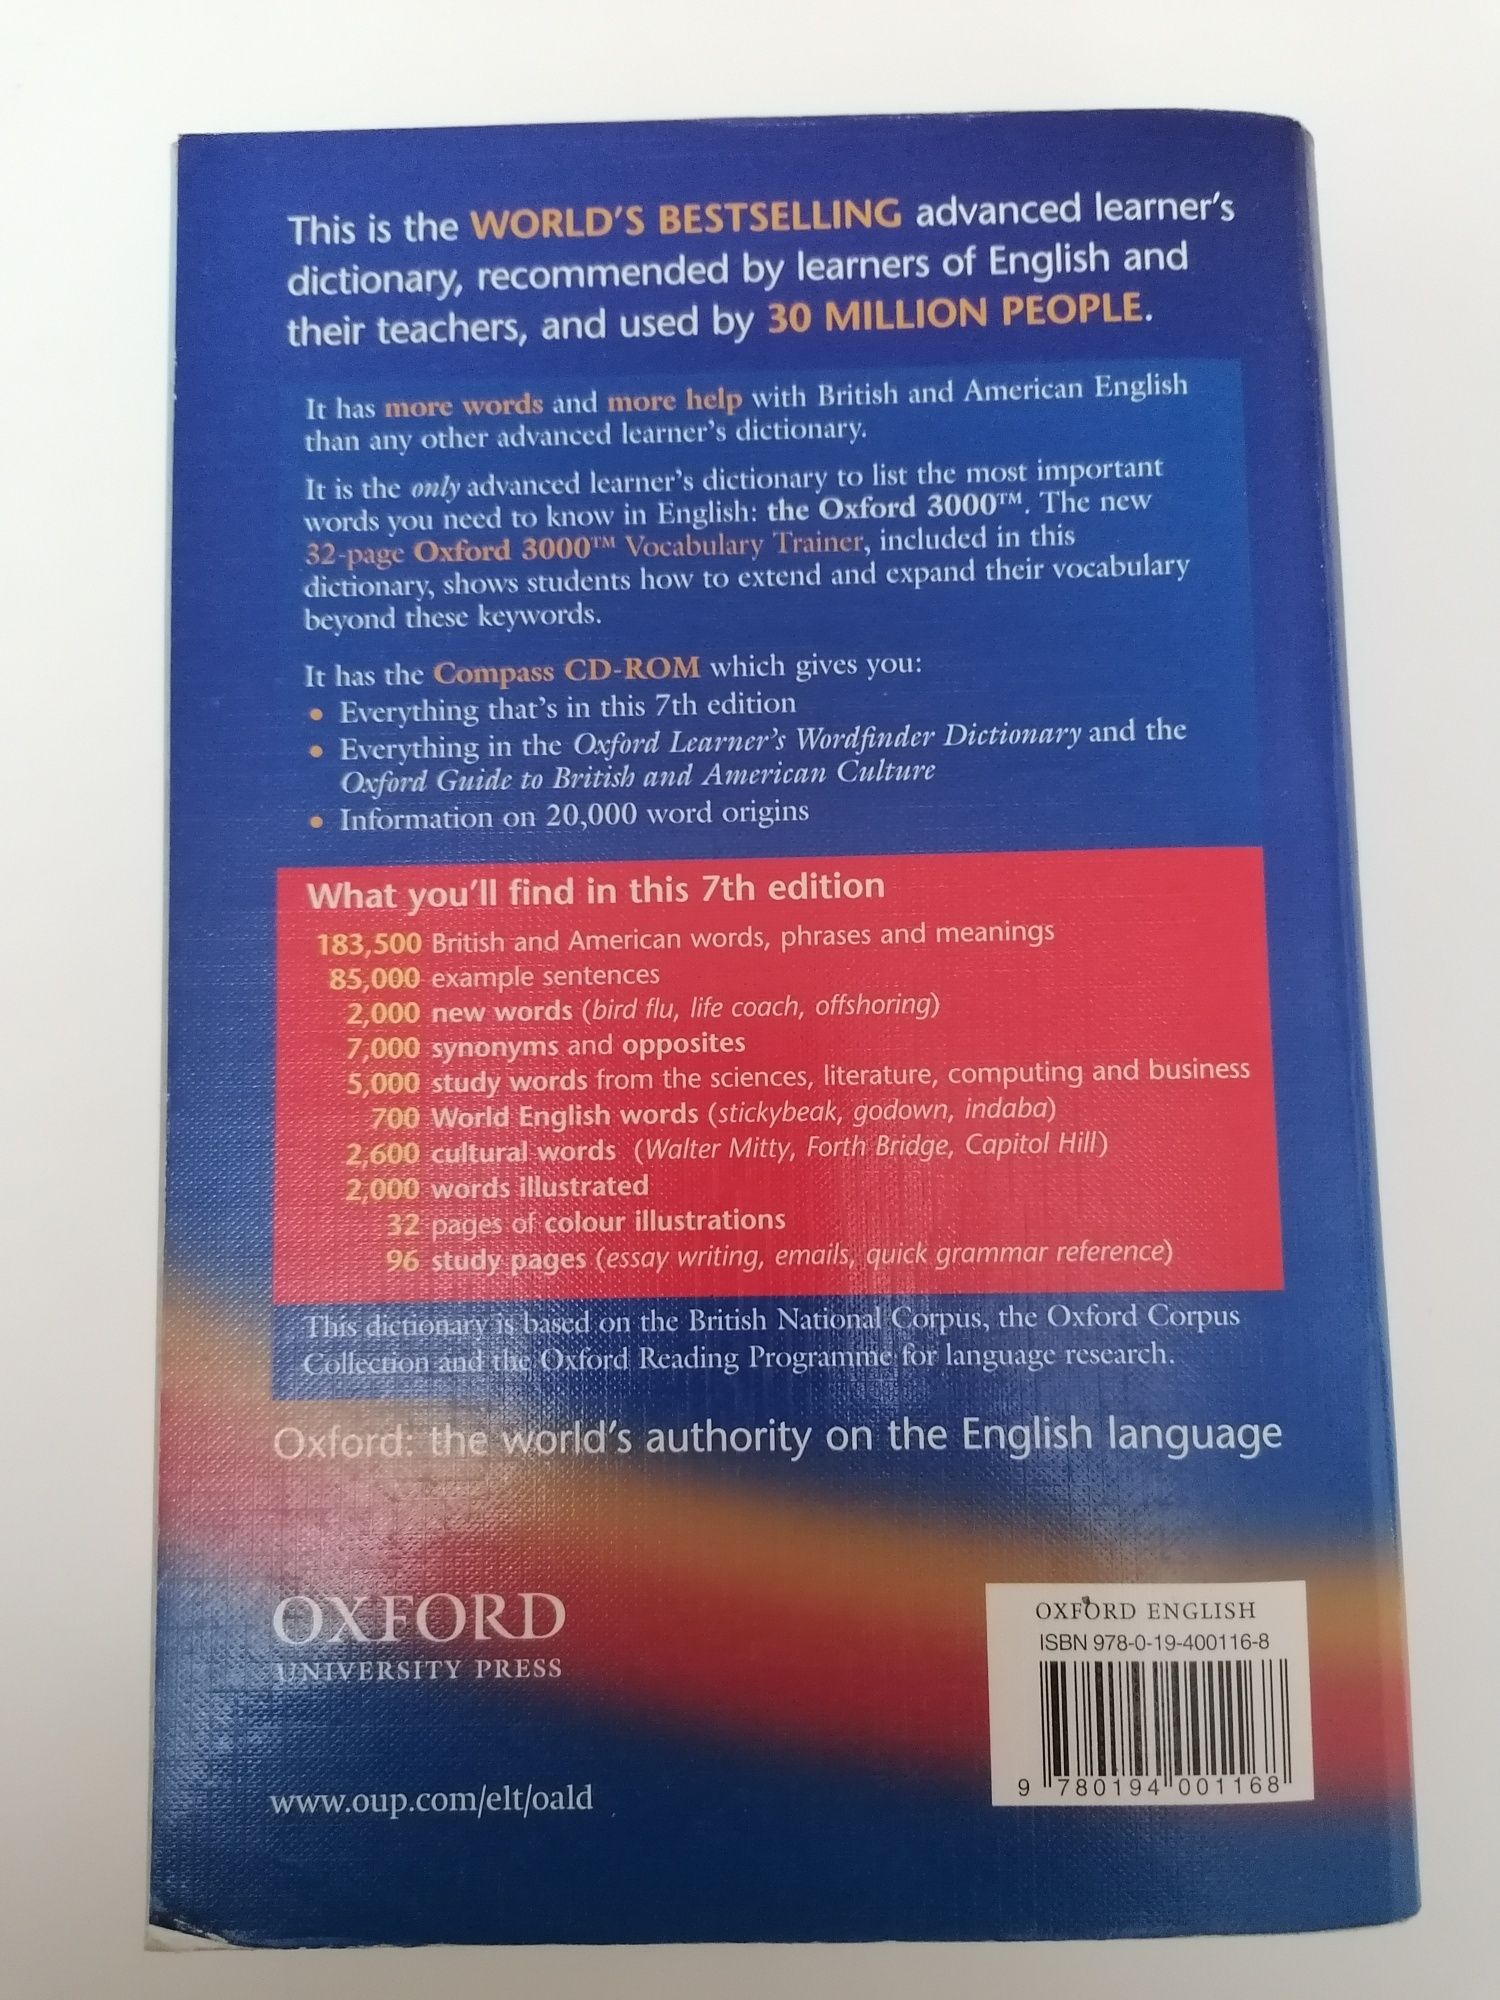 This is the WORLD'S BESTSELLING advanced learner's
dictionary, recommended by learners of English and
their teachers, and used by 30 MILLION PEOPLE.
It has more words and more help with British and American English
than any other advanced learner's dictionary.
It is the only advanced learner's dictionary to list the most important
words you need to know in English: the Oxford 3000™. The new
32-page Oxford 3000™ Vocabulary Trainer, included in this
dictionary, shows students how to extend and expand their vocabulary
beyond these keywords.
It has the Compass CD-ROM which gives you:
• Everything that's in this 7th edition
• Everything in the Oxford Learner's Wordfinder Dictionary and the
Oxford Guide to British and American Culture
• Information on 20,000 word origins
What you'll find in this 7th edition
183,500 British and American words, phrases and meanings
85,000 example sentences
2,000 new words (bird flu, life coach, offshoring)
7,000 synonyms and opposites
5,000 study words from the sciences, literature, computing and business
700 World English words (stickybeak, godown, indaba)
2,600 cultural words (Walter Mitty, Forth Bridge, Capitol Hill)
2,000 words illustrated
32 pages of colour illustrations
96 study pages (essay writing, emails, quick grammar reference)
This dictionary is based on the British National Corpus, the Oxford Corpus
Collection and the Oxford Reading Programme for language research.
Oxford: the world's authority on the English language
OXFORD
UNIVERSITY PRESS
www.oup.com/elt/oald
OXFORD ENGLISH
ISBN 978-0-19-400116-8
9 780194 001168